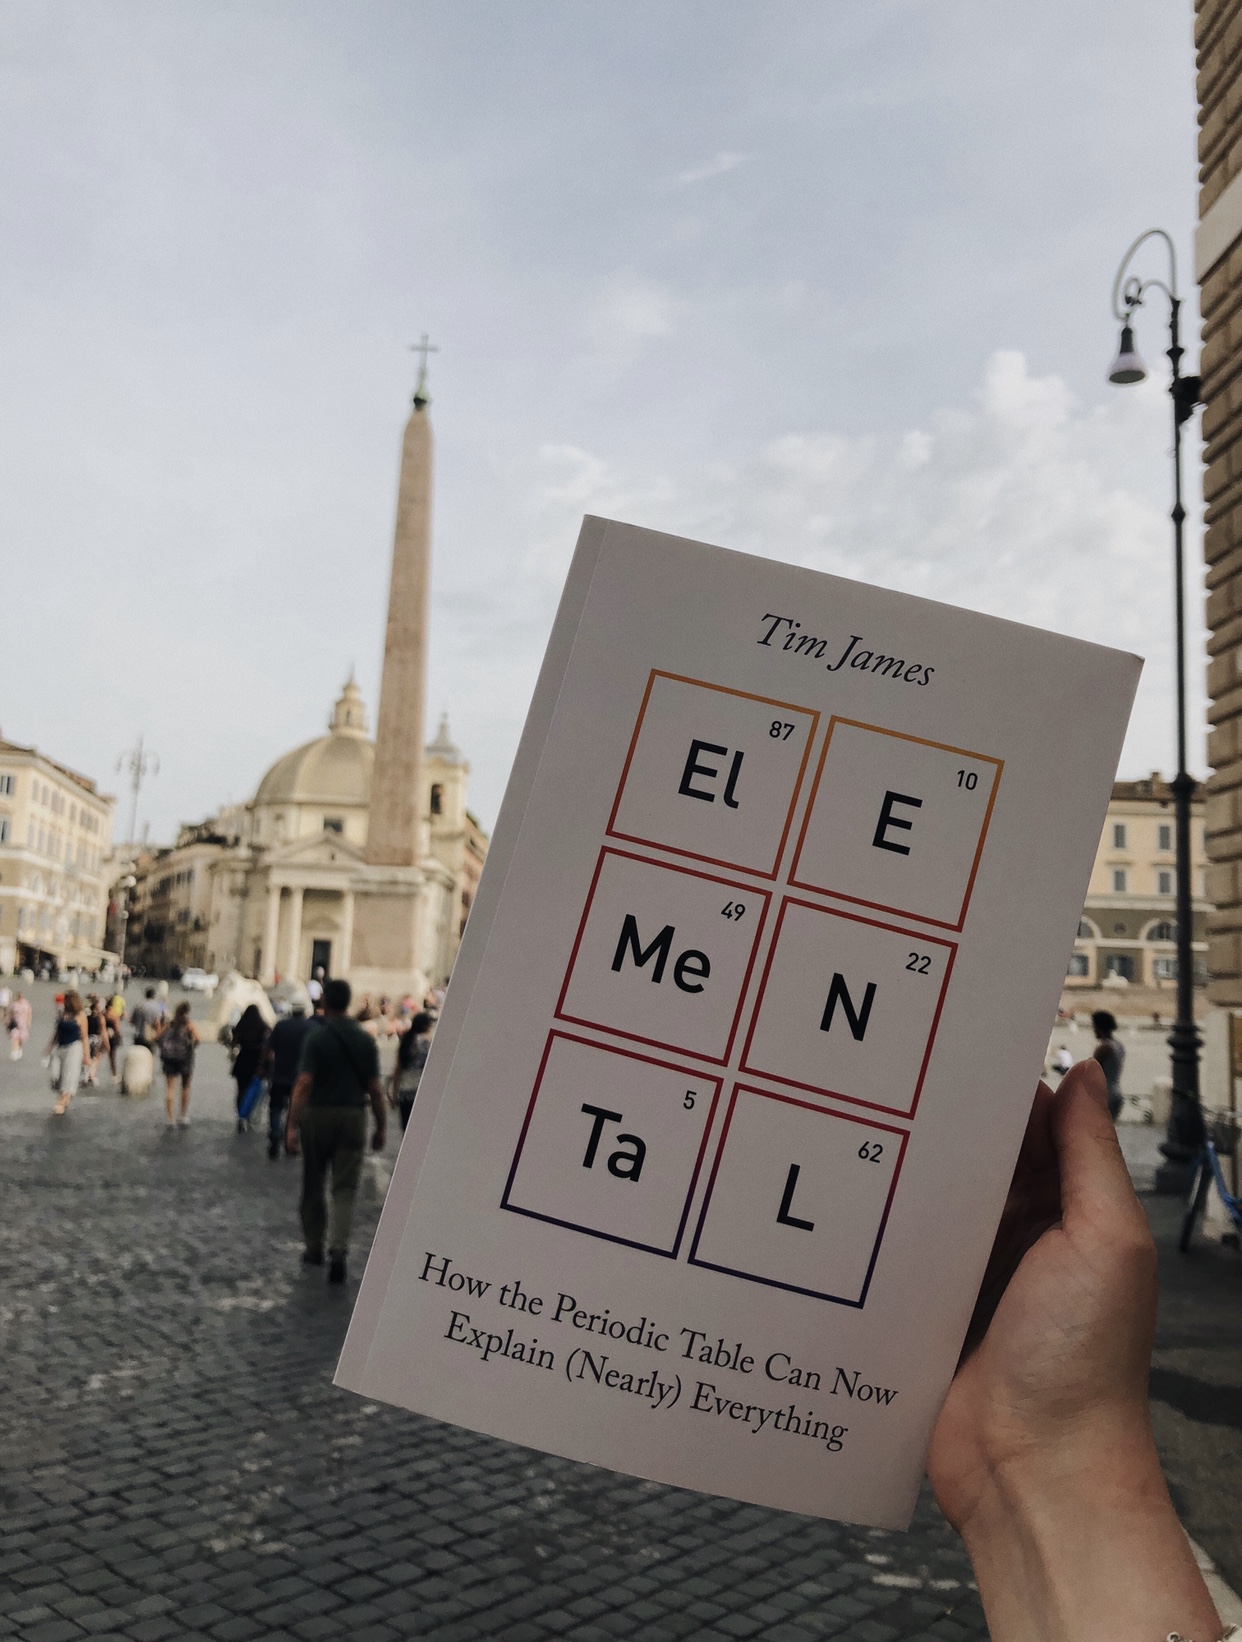 Tim James
87
El
10
E
49
Me
22
N
5
Ta
62
L
How the Periodic Table Can Now
Explain (Nearly) Everything